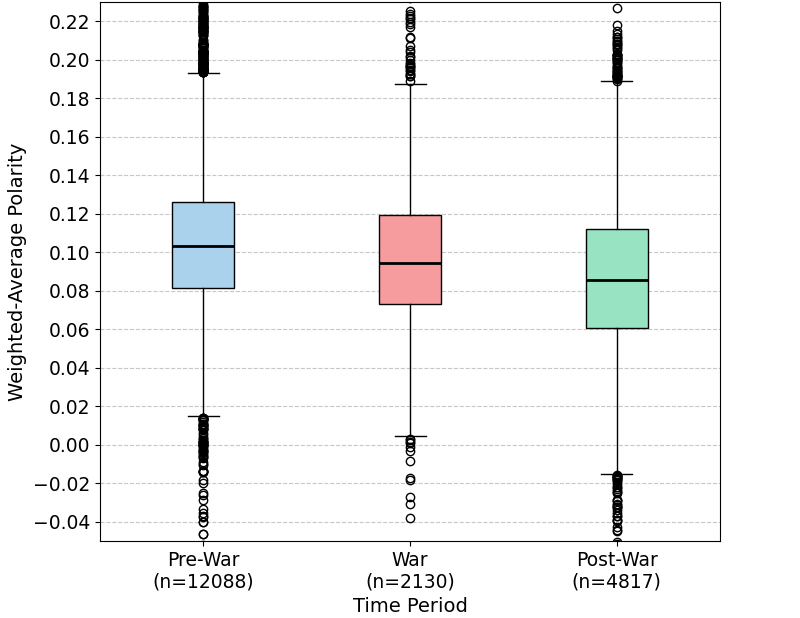 Weighted-Average Polarity
0.22
0.20
0.18
0.16
0.14
0.12
0.10
0.08
0.06
0.04
0.02
0.00
−0.02
−0.04
Pre-War
(n=12088)
War
(n=2130)
Post-War
(n=4817)
Time Period